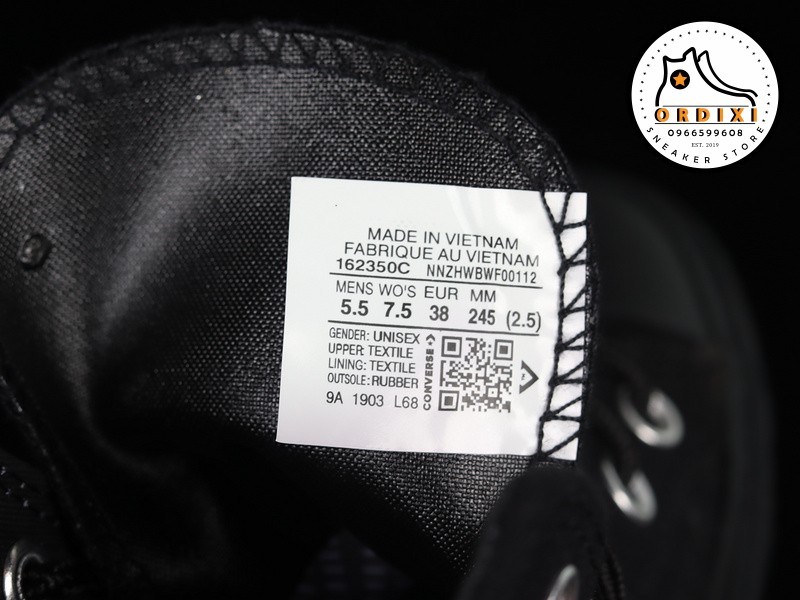 ORDIXI
0966599608
EST. 2019
SNEAKER STORE
MADE IN VIETNAM
FABRIQUE AU VIETNAM
162350C NNZHWBWF00112
MENS WO'S EUR MM
5.5 7.5 38 245 (2.5)
GENDER: UNISEX
UPPER: TEXTILE
LINING: TEXTILE
OUTSOLE: RUBBER
9A 1903 L68
CONVERSE